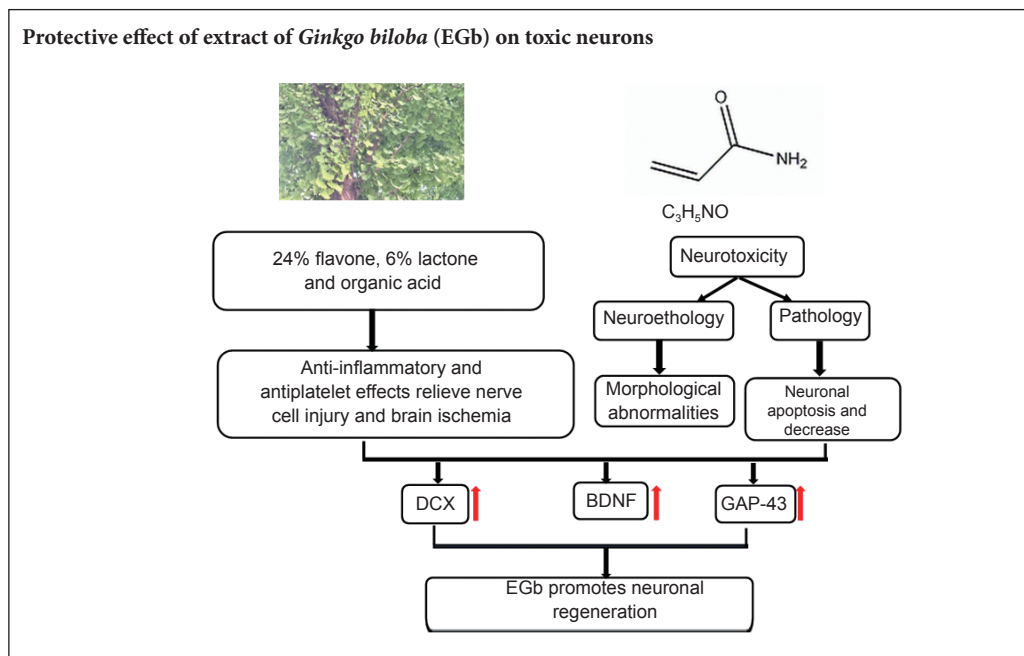 Protective effect of extract of Ginkgo biloba (EGb) on toxic neurons
O
NH₂
C₃H₅NO
24% flavone, 6% lactone
and organic acid
Neurotoxicity
Neuroethology
Pathology
Anti-inflammatory and
antiplatelet effects relieve nerve
cell injury and brain ischemia
Morphological
abnormalities
Neuronal
apoptosis and
decrease
DCX
BDNF
GAP-43
EGb promotes neuronal
regeneration